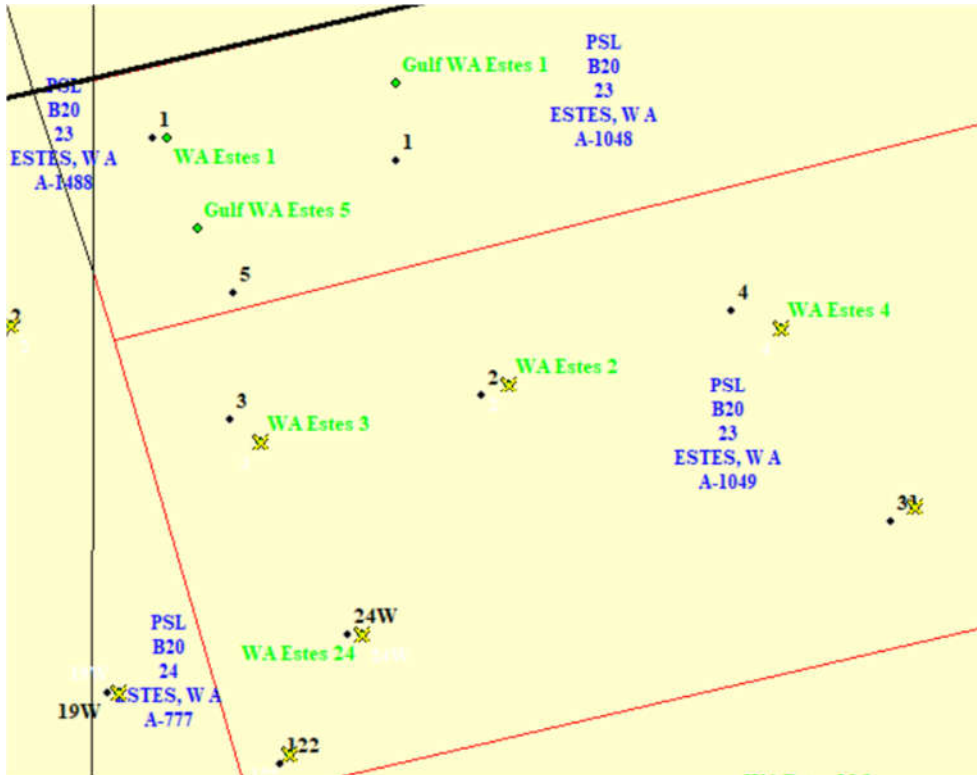 Gulf WA Estes 1
PSL
B20
23
ESTES, W A
A-1048
PSL
B20
23
ESTES, W A
A-1488
1
WA Estes 1
1
Gulf WA Estes 5
5
2
4
WA Estes 4
2
WA Estes 2
3
WA Estes 3
PSL
B20
23
ESTES, W A
A-1049
31
24W
WA Estes 24
PSL
B20
24
ESTES, W A
A-777
19W
122